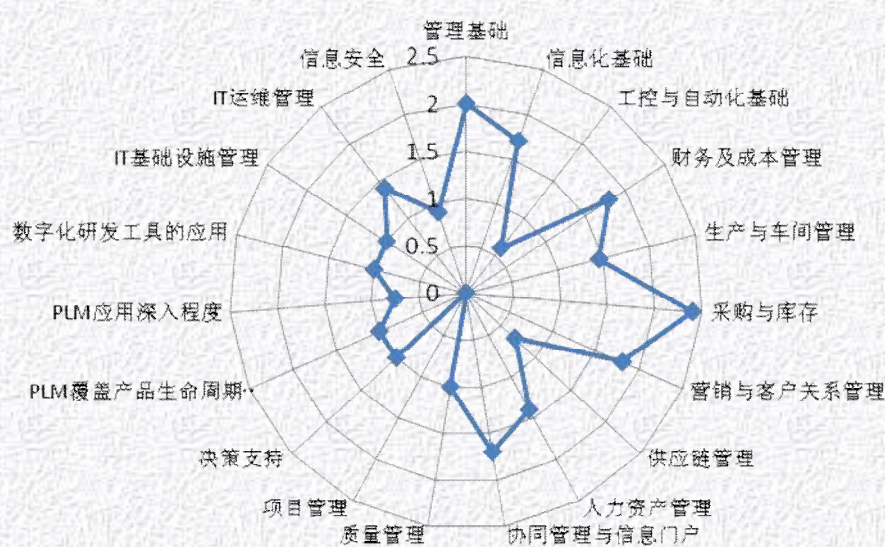 管理基础
信息化基础
工控与自动化基础
财务及成本管理
生产与车间管理
采购与库存
营销与客户关系管理
供应链管理
人力资产管理
协同管理与信息门户
质量管理
项目管理
决策支持
PLM覆盖产品生命周期…
PLM应用深入程度
数字化研发工具的应用
IT基础设施管理
IT运维管理
信息安全
2.5
2
1.5
1
0.5
0